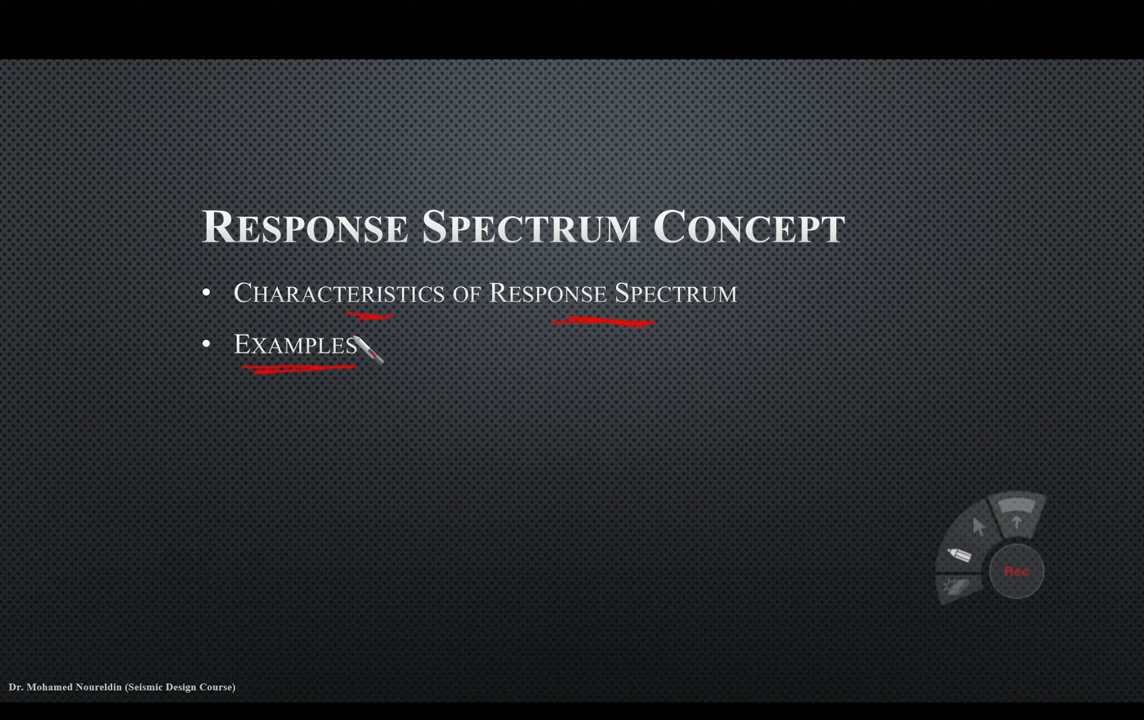 RESPONSE SPECTRUM CONCEPT
• CHARACTERISTICS OF RESPONSE SPECTRUM
• EXAMPLES
Rec
Dr. Mohamed Noureldin (Seismic Design Course)